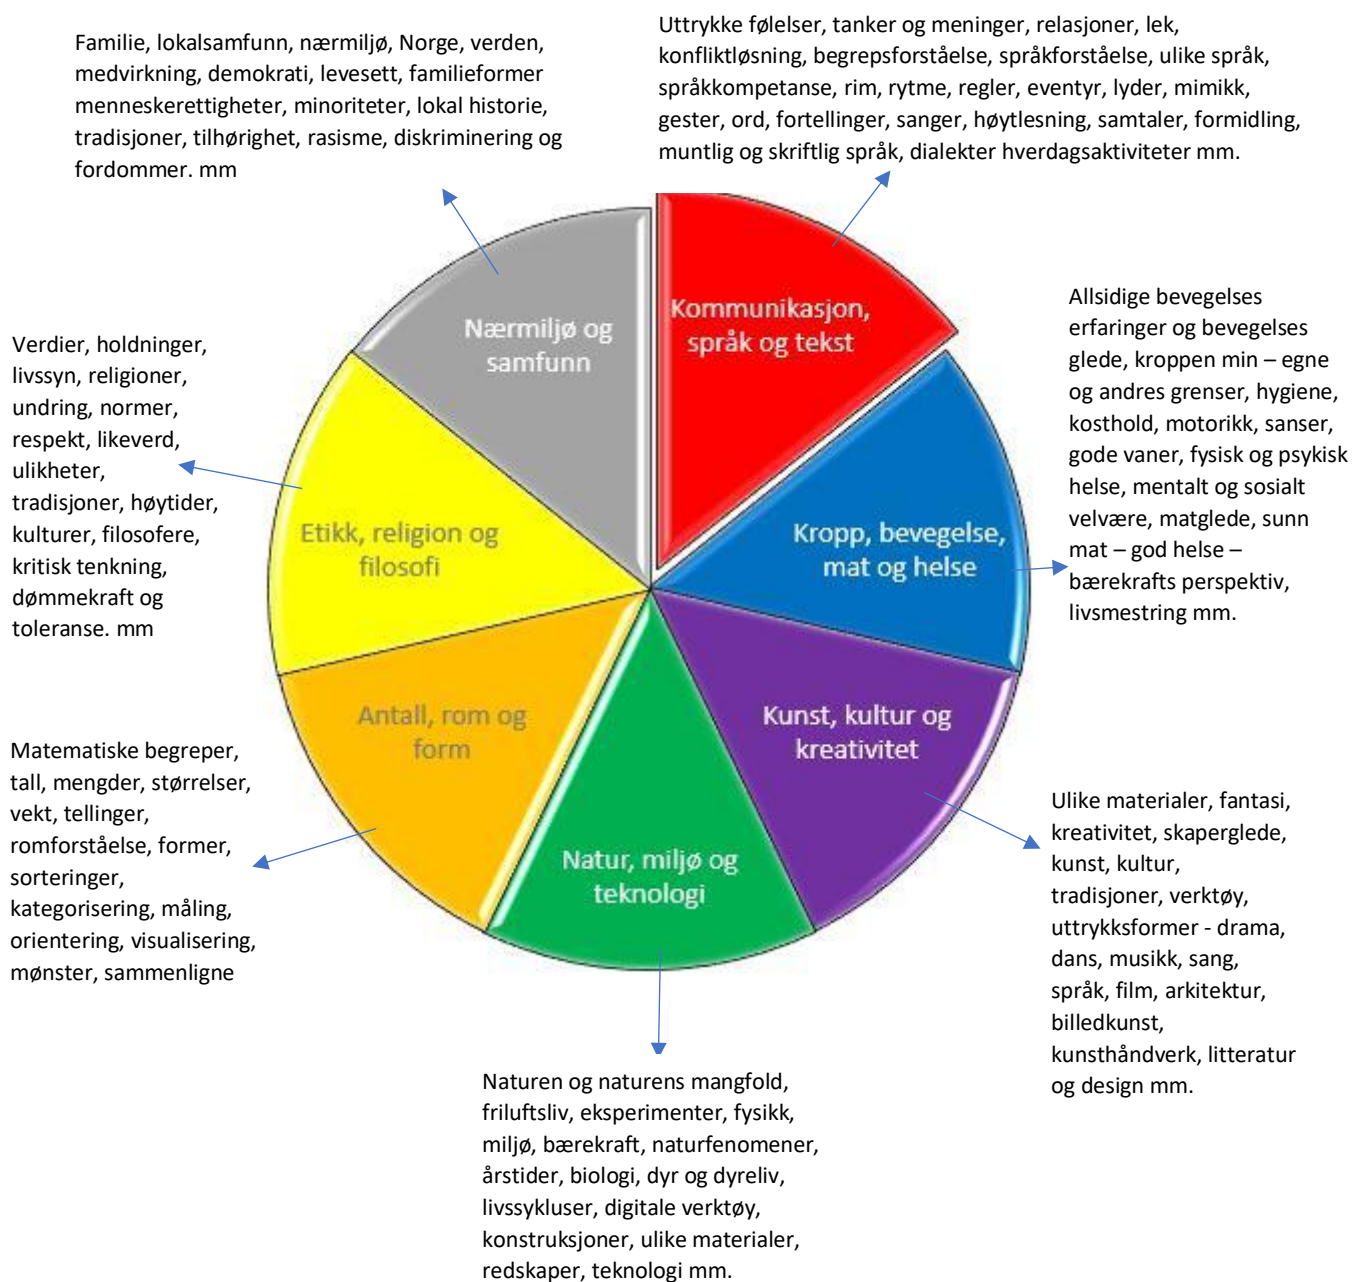 Familie, lokalsamfunn, nærmiljø, Norge, verden,
medvirkning, demokrati, levesett, familieformer
menneskerettigheter, minoriteter, lokal historie,
tradisjoner, tilhørighet, rasisme, diskriminering og
fordommer. mm
Uttrykke følelser, tanker og meninger, relasjoner, lek,
konfliktløsning, begrepsforståelse, språkforståelse, ulike språk,
språkkompetanse, rim, rytme, regler, eventyr, lyder, mimikk,
gester, ord, fortellinger, sanger, høytlesning, samtaler, formidling,
muntlig og skriftlig språk, dialekter hverdagsaktiviteter mm.
Nærmiljø og
samfunn
Kommunikasjon,
språk og tekst
Allsidige bevegelses
erfaringer og bevegelses
glede, kroppen min – egne
og andres grenser, hygiene,
kosthold, motorikk, sanser,
gode vaner, fysisk og psykisk
helse, mentalt og sosialt
velvære, matglede, sunn
mat – god helse –
bærekrafts perspektiv,
livsmestring mm.
Verdier, holdninger,
livssyn, religioner,
undring, normer,
respekt, likeverd,
ulikheter,
tradisjoner, høytider,
kulturer, filosofere,
kritisk tenkning,
dømmekraft og
toleranse. mm
Etikk, religion og
filosofi
Kropp, bevegelse,
mat og helse
Antall, rom og
form
Kunst, kultur og
kreativitet
Natur, miljø og
teknologi
Matematiske begreper,
tall, mengder, størrelser,
vekt, tellinger,
romforståelse, former,
sorteringer,
kategorisering, måling,
orientering, visualisering,
mønster, sammenligne
Ulike materialer, fantasi,
kreativitet, skaperglede,
kunst, kultur,
tradisjoner, verktøy,
uttrykksformer - drama,
dans, musikk, sang,
språk, film, arkitektur,
billedkunst,
kunsthåndverk, litteratur
og design mm.
Naturen og naturens mangfold,
friluftsliv, eksperimenter, fysikk,
miljø, bærekraft, naturfenomener,
årstider, biologi, dyr og dyreliv,
livssykluser, digitale verktøy,
konstruksjoner, ulike materialer,
redskaper, teknologi mm.